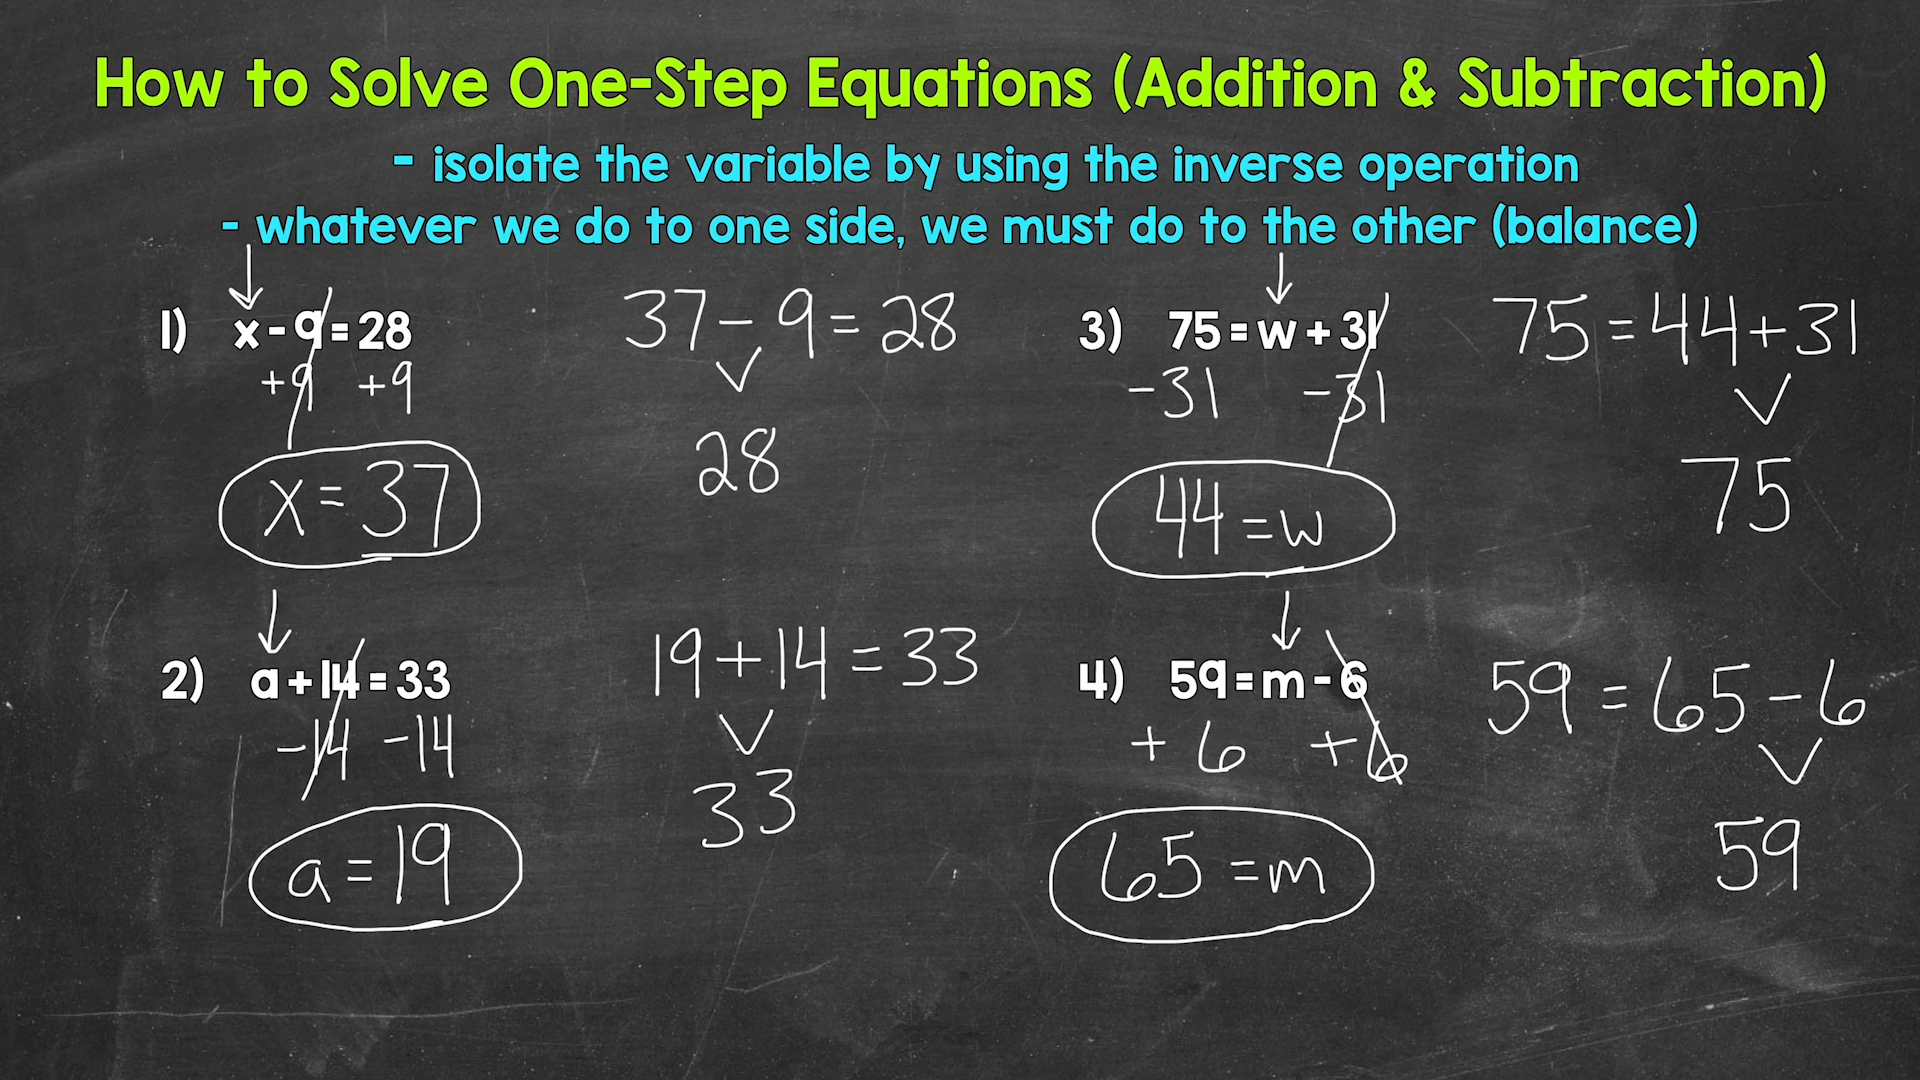 How to Solve One-Step Equations (Addition & Subtraction)
- isolate the variable by using the inverse operation
- whatever we do to one side, we must do to the other (balance)
1) x - 9 = 28
+9 +9
x = 37
37 - 9 = 28
28
2) a + 14 = 33
-14 -14
a = 19
19 + 14 = 33
33
3) 75 = w + 31
-31 -31
44 = w
75 = 44 + 31
75
4) 59 = m - 6
+ 6 + 6
65 = m
59 = 65 - 6
59